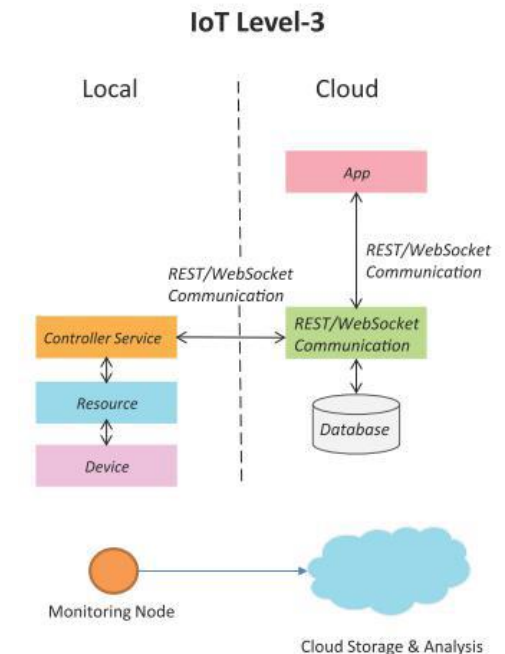 IoT Level-3
Local
Cloud
App
REST/WebSocket
Communication
REST/WebSocket
Communication
Controller Service
REST/WebSocket
Communication
Resource
Database
Device
Monitoring Node
Cloud Storage & Analysis